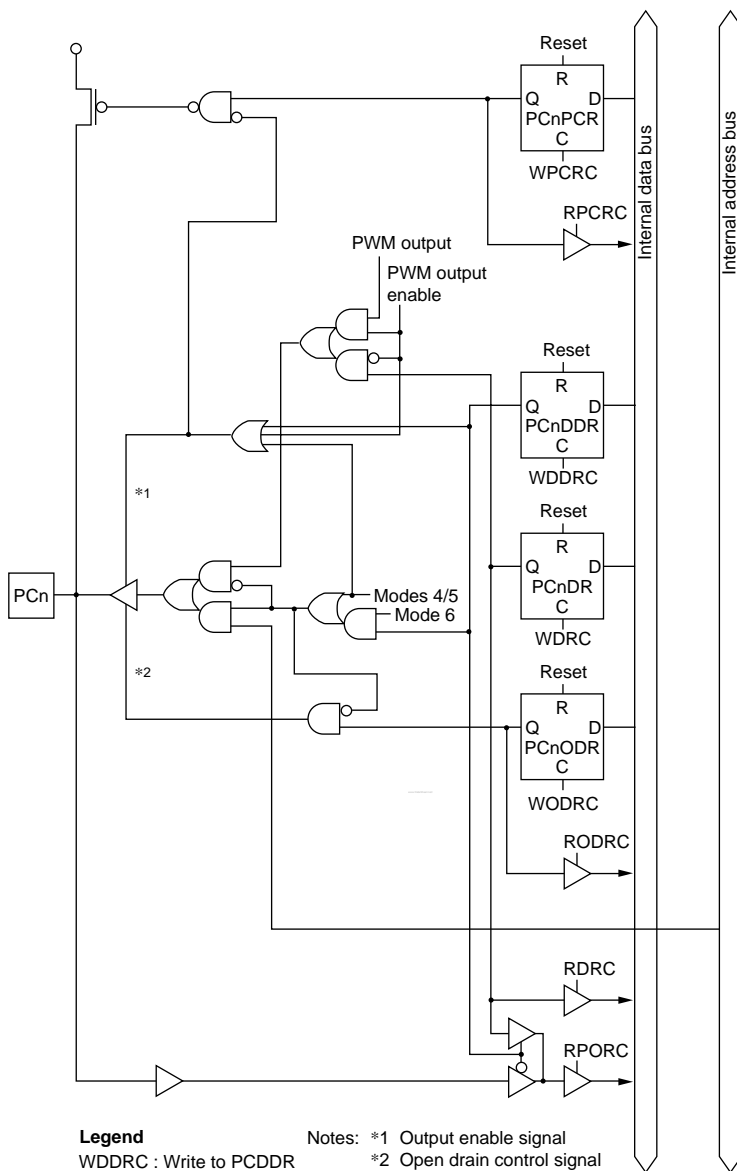 Reset
R
Q D
PCnPCR
C
WPCRC
RPCRC
Internal data bus
Internal address bus
PWM output
PWM output
enable
Reset
R
Q D
PCnDDR
C
WDDRC
*1
Reset
R
Q D
PCnDR
C
WDRC
PCn
Modes 4/5
Mode 6
*2
Reset
R
Q D
PCnODR
C
WODRC
RODRC
RDRC
RPORC
Legend
WDDRC : Write to PCDDR
Notes: *1 Output enable signal
*2 Open drain control signal